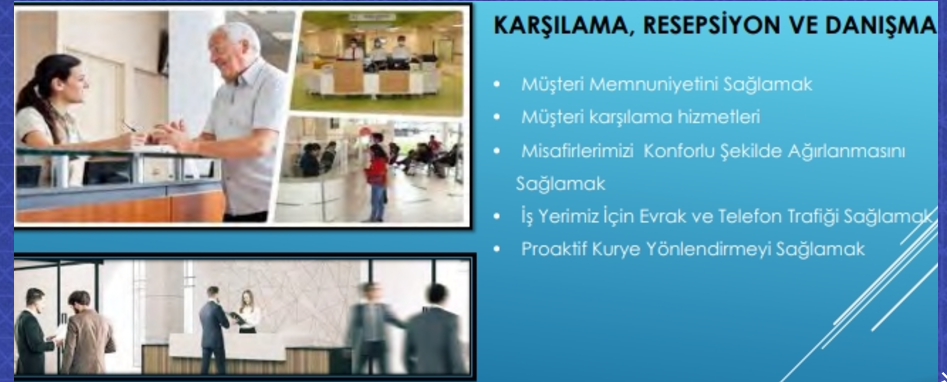 KARŞILAMA, RESEPSİYON VE DANIŞMA
• Müşteri Memnuniyetini Sağlamak
• Müşteri karşılama hizmetleri
• Misafirlerimizi Konforlu Şekilde Ağırlanmasını
Sağlamak
• İş Yerimiz İçin Evrak ve Telefon Trafiği Sağlamak
• Proaktif Kurye Yönlendirmeyi Sağlamak